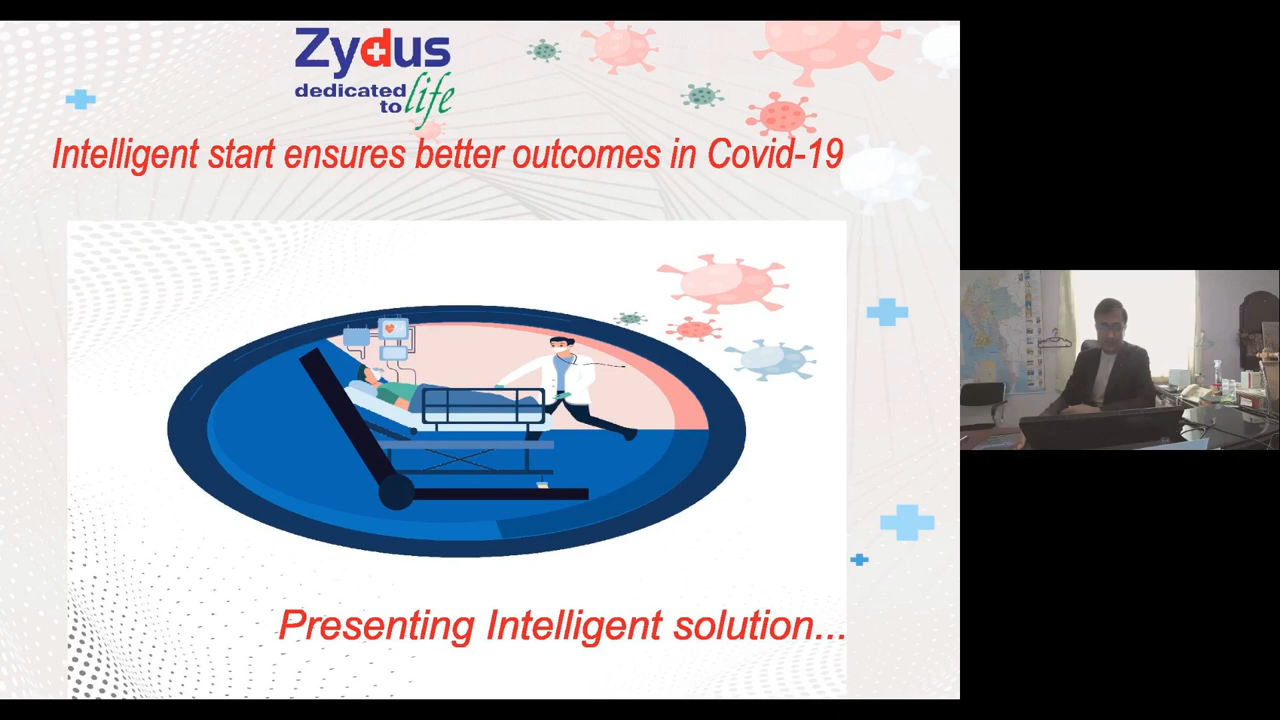 Zydus
dedicated
to life
Intelligent start ensures better outcomes in Covid-19
Presenting Intelligent solution...